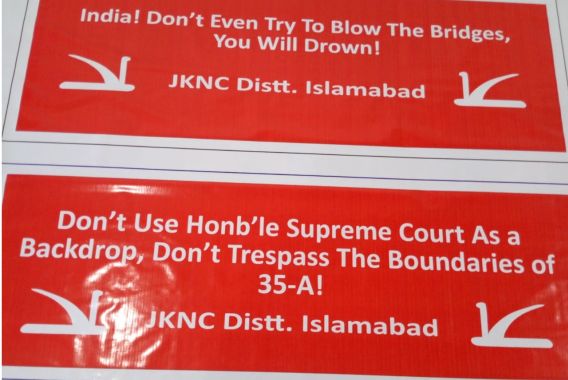 India! Don't Even Try To Blow The Bridges,
You Will Drown!
JKNC Distt. Islamabad
Don't Use Honb'le Supreme Court As a
Backdrop, Don't Trespass The Boundaries of
35-A!
JKNC Distt. Islamabad